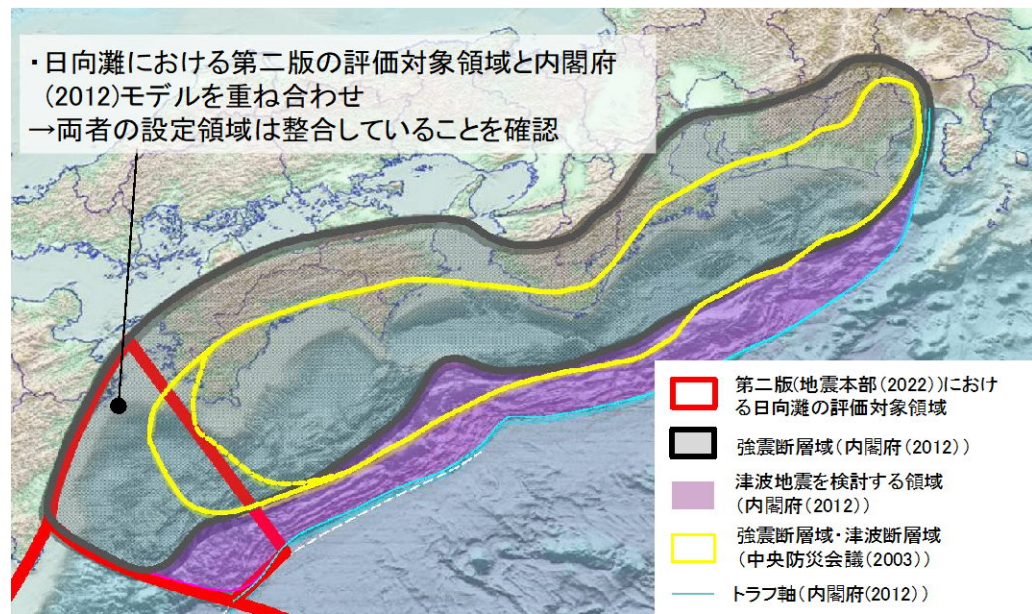 ・日向灘における第二版の評価対象領域と内閣府
(2012)モデルを重ね合わせ
→両者の設定領域は整合していることを確認
第二版(地震本部(2022))におけ
る日向灘の評価対象領域
強震断層域(内閣府(2012))
津波地震を検討する領域
(内閣府(2012))
強震断層域・津波断層域
(中央防災会議(2003))
トラフ軸(内閣府(2012))